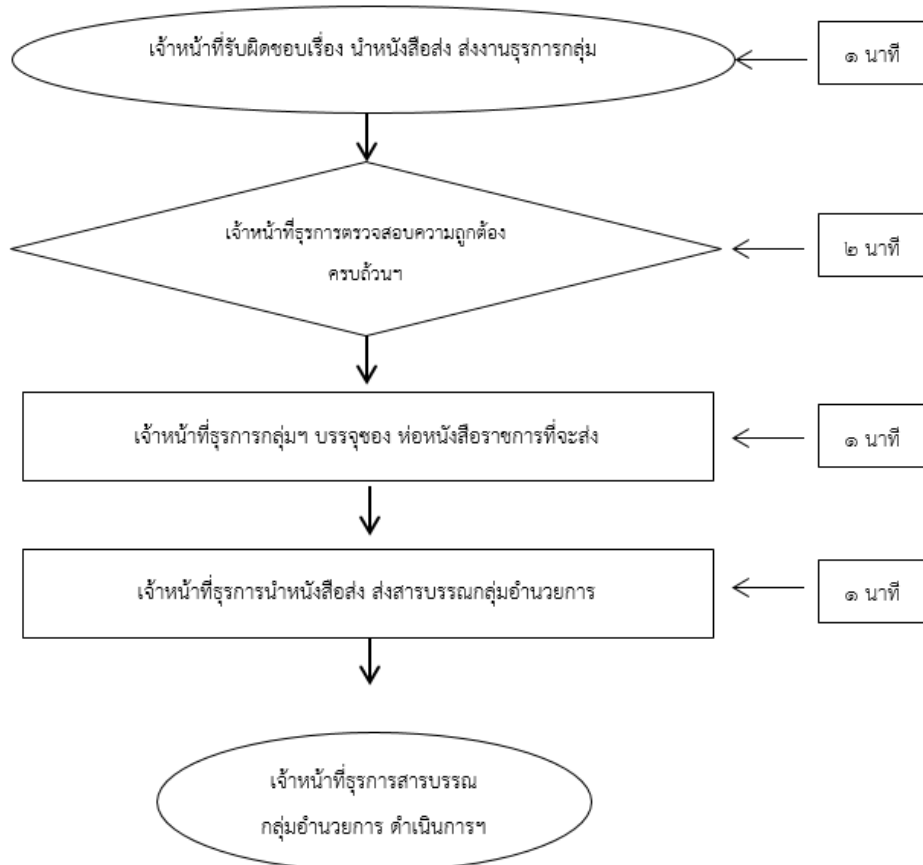 เจ้าหน้าที่รับผิดชอบเรื่อง นำหนังสือส่ง ส่งงานธุรการกลุ่ม
๑ นาที
เจ้าหน้าที่ธุรการตรวจสอบความถูกต้อง
ครบถ้วนฯ
๒ นาที
เจ้าหน้าที่ธุรการกลุ่มฯ บรรจุซอง ห่อหนังสือราชการที่จะส่ง
๑ นาที
เจ้าหน้าที่ธุรการนำหนังสือส่ง ส่งสารบรรณกลุ่มอำนวยการ
๑ นาที
เจ้าหน้าที่ธุรการสารบรรณ
กลุ่มอำนวยการ ดำเนินการฯ